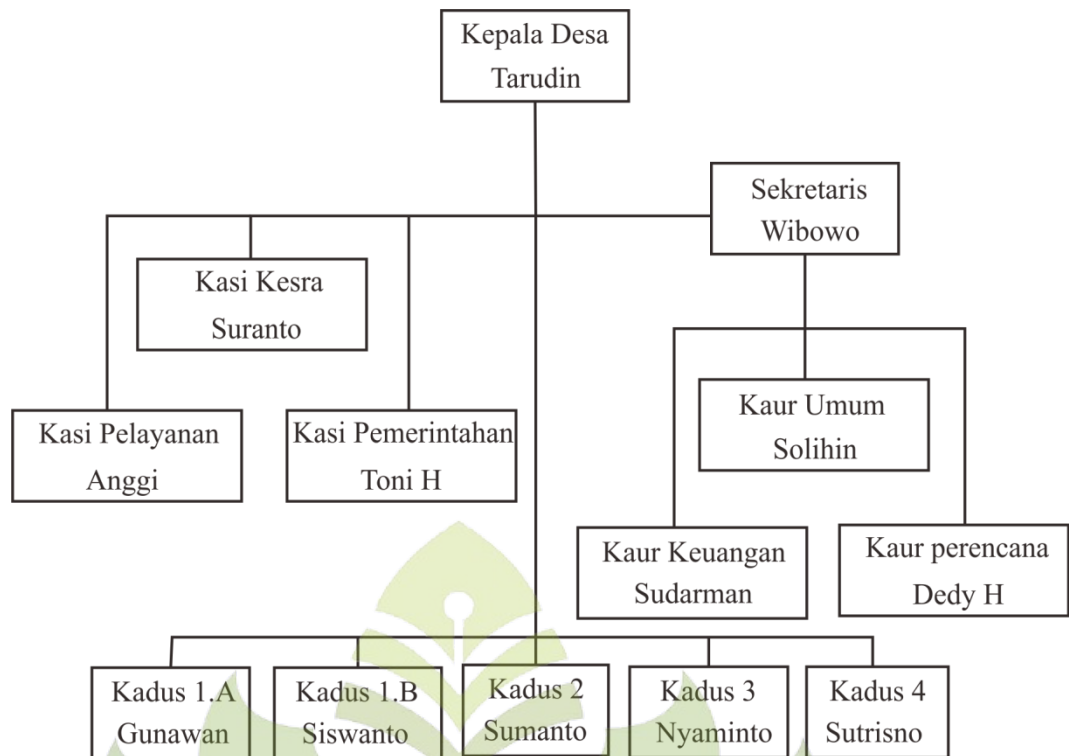 Kepala Desa
Tarudin
Sekretaris
Wibowo
Kasi Kesra
Suranto
Kasi Pelayanan
Anggi
Kasi Pemerintahan
Toni H
Kaur Umum
Solihin
Kaur Keuangan
Sudarman
Kaur perencana
Dedy H
Kadus 1.A
Gunawan
Kadus 1.B
Siswanto
Kadus 2
Sumanto
Kadus 3
Nyaminto
Kadus 4
Sutrisno